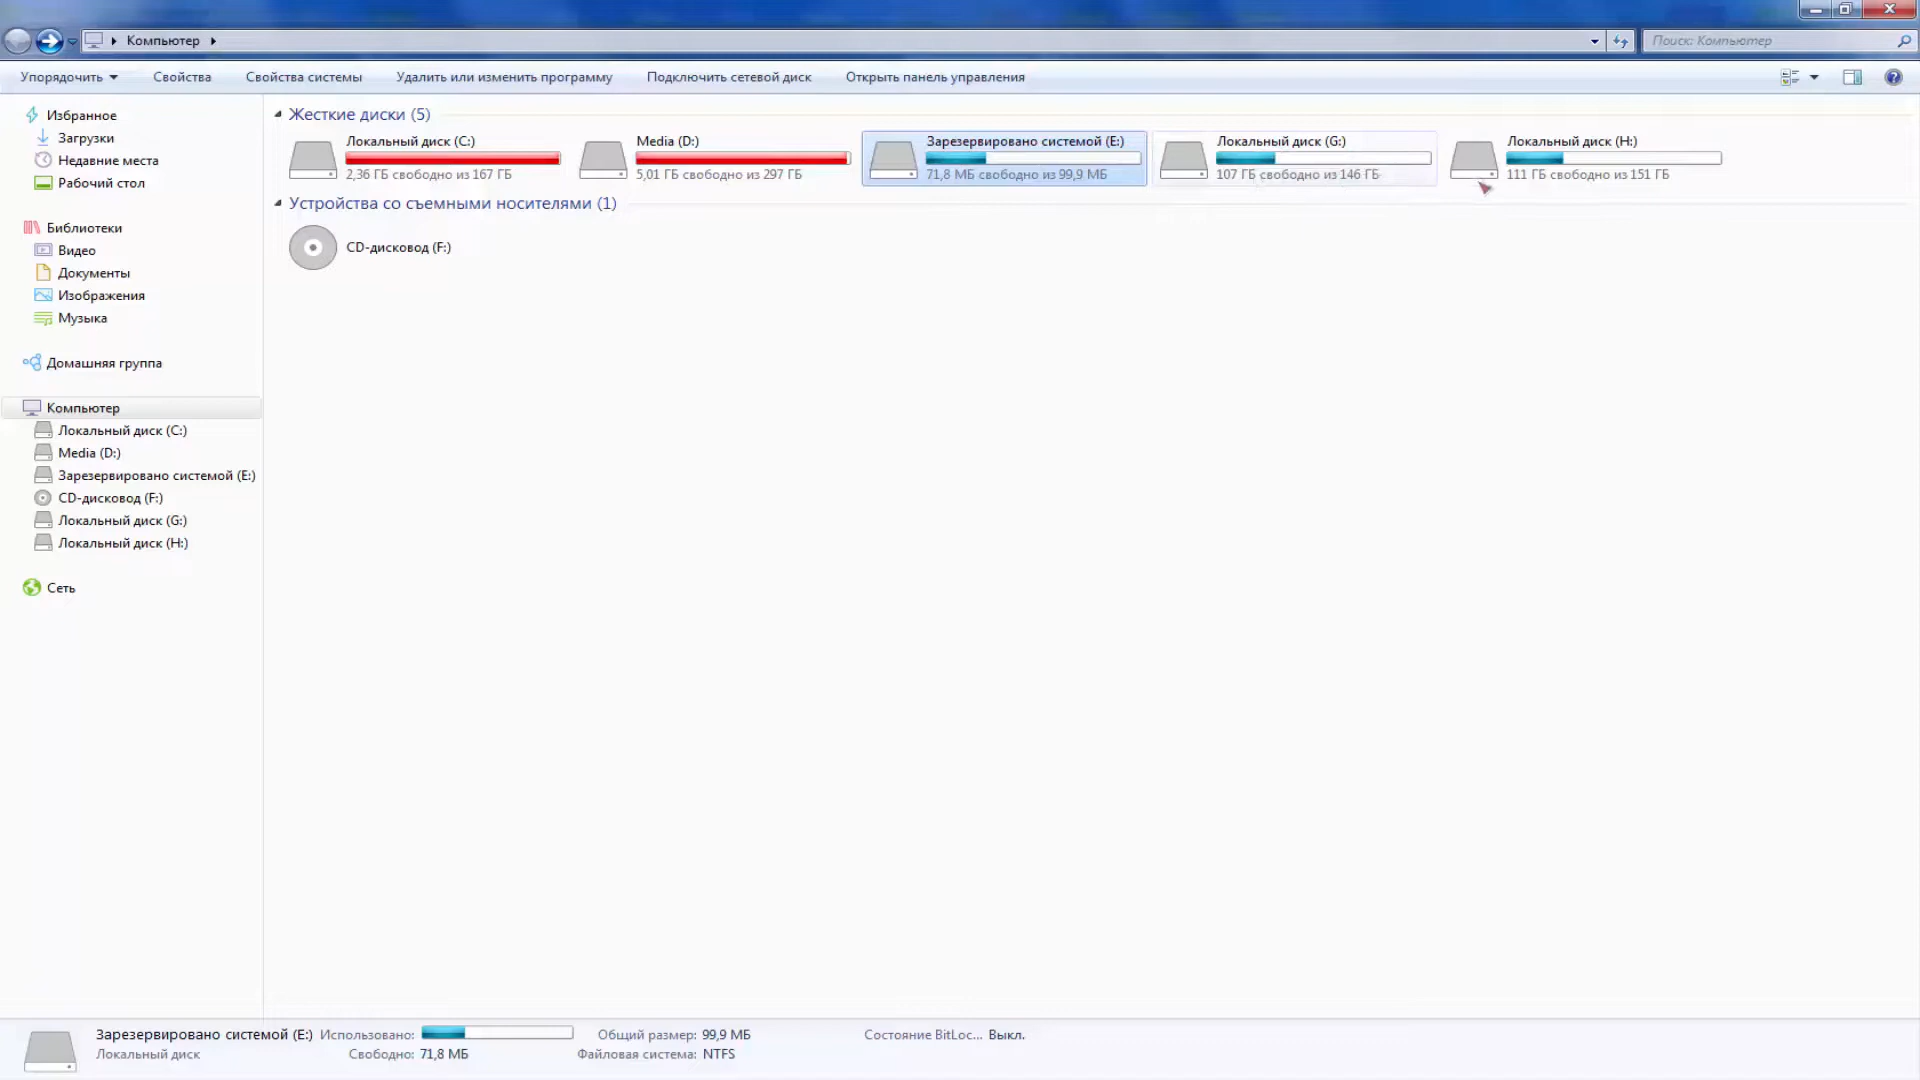 Компьютер
Поиск: Компьютер
Упорядочить Свойства Свойства системы Удалить или изменить программу Подключить сетевой диск Открыть панель управления
Избранное
Загрузки
Недавние места
Рабочий стол
Библиотеки
Видео
Документы
Изображения
Музыка
Домашняя группа
Компьютер
Локальный диск (C:)
Media (D:)
Зарезервировано системой (E:)
CD-дисковод (F:)
Локальный диск (G:)
Локальный диск (H:)
Сеть
Жесткие диски (5)
Локальный диск (C:)
2,36 ГБ свободно из 167 ГБ
Media (D:)
5,01 ГБ свободно из 297 ГБ
Зарезервировано системой (E:)
71,8 МБ свободно из 99,9 МБ
Локальный диск (G:)
107 ГБ свободно из 146 ГБ
Локальный диск (H:)
111 ГБ свободно из 151 ГБ
Устройства со съемными носителями (1)
CD-дисковод (F:)
Зарезервировано системой (E:) Использовано: Общий размер: 99,9 МБ Состояние BitLoc... Выкл.
Локальный диск Свободно: 71,8 МБ Файловая система: NTFS